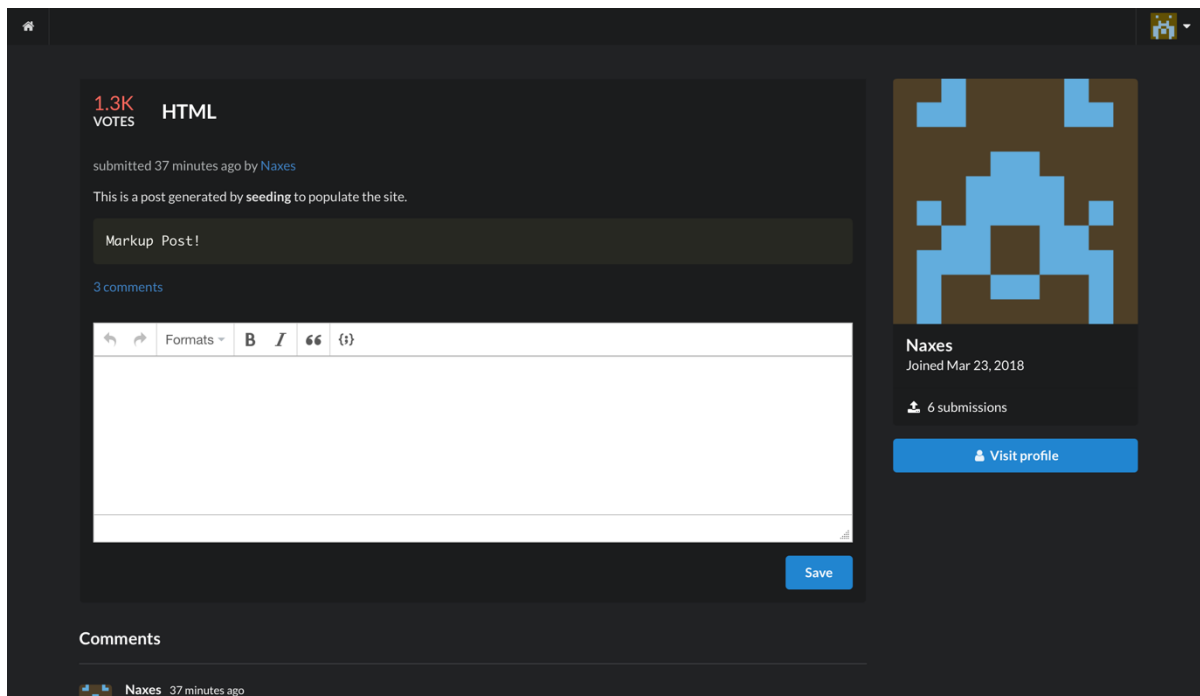 1.3K
VOTES
HTML
submitted 37 minutes ago by Naxes
This is a post generated by seeding to populate the site.
Markup Post!
3 comments
Formats
B I ❝ {;}
Save
Comments
Naxes 37 minutes ago
Naxes
Joined Mar 23, 2018
6 submissions
Visit profile